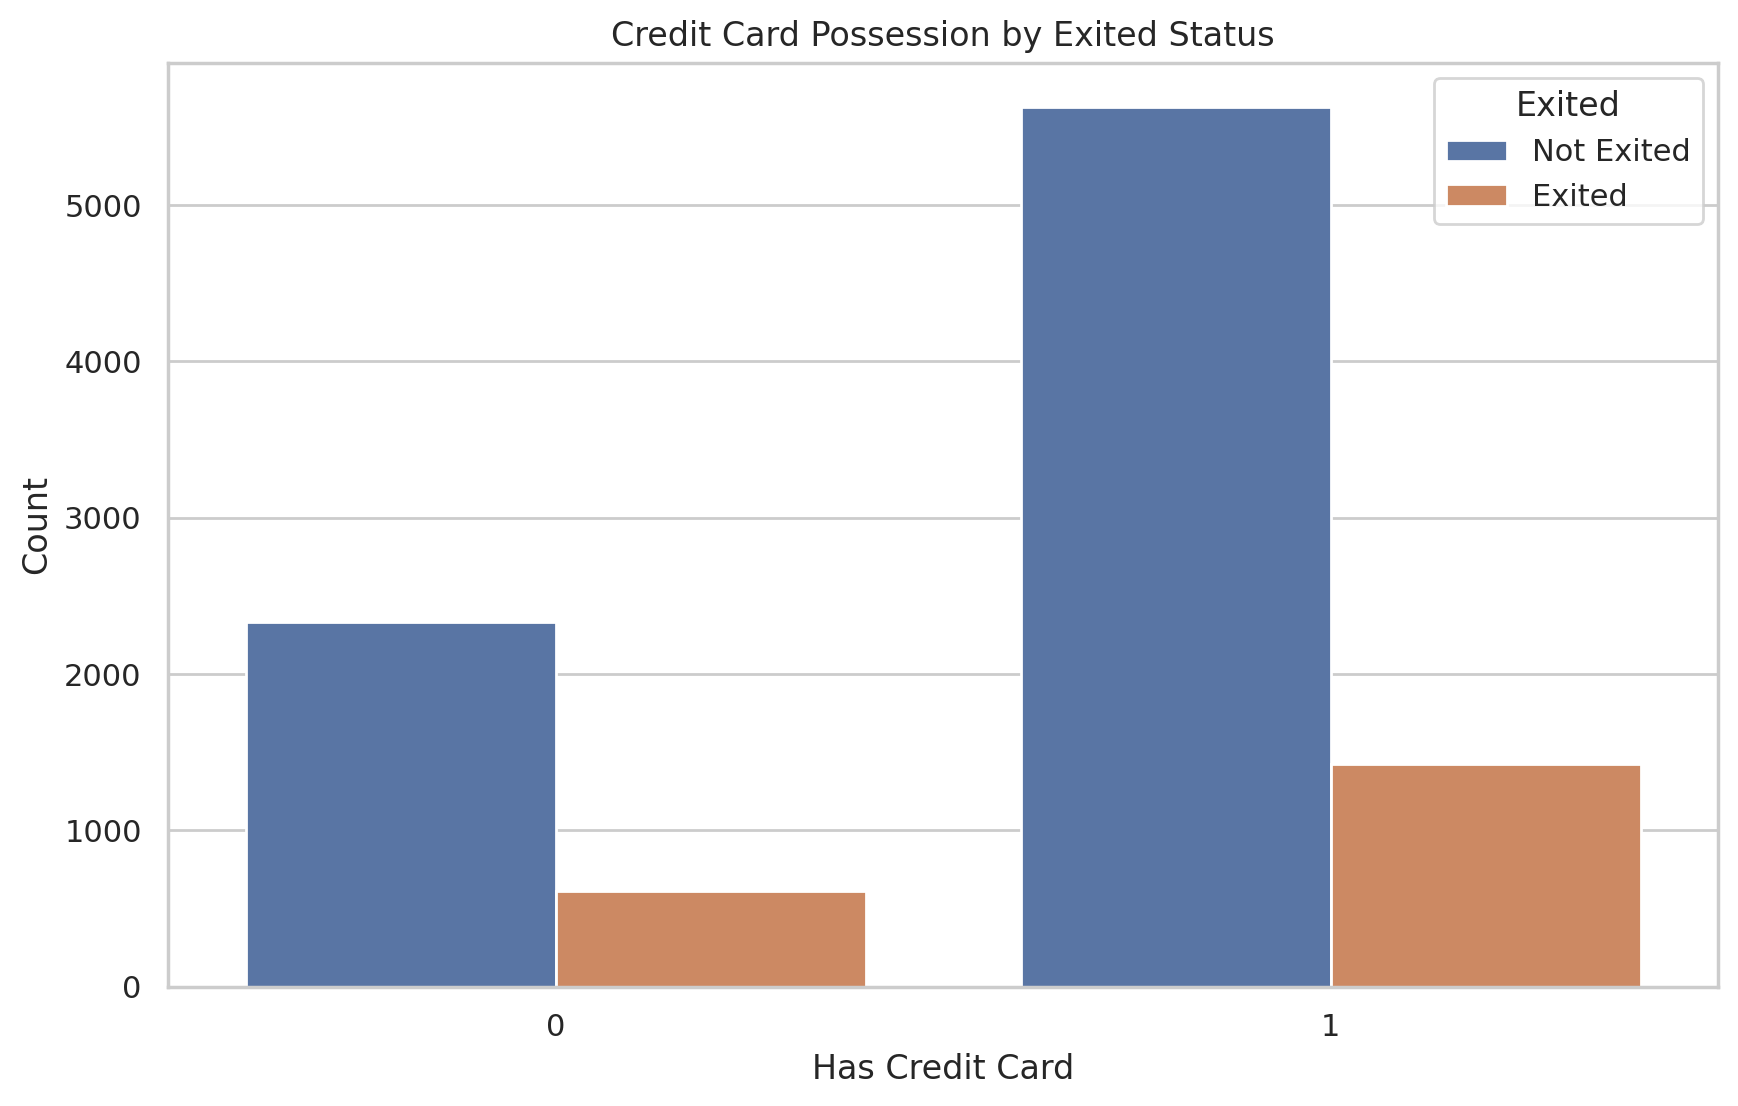 Credit Card Possession by Exited Status
Exited
Not Exited
Exited
5000
4000
3000
2000
1000
0
Count
0
1
Has Credit Card